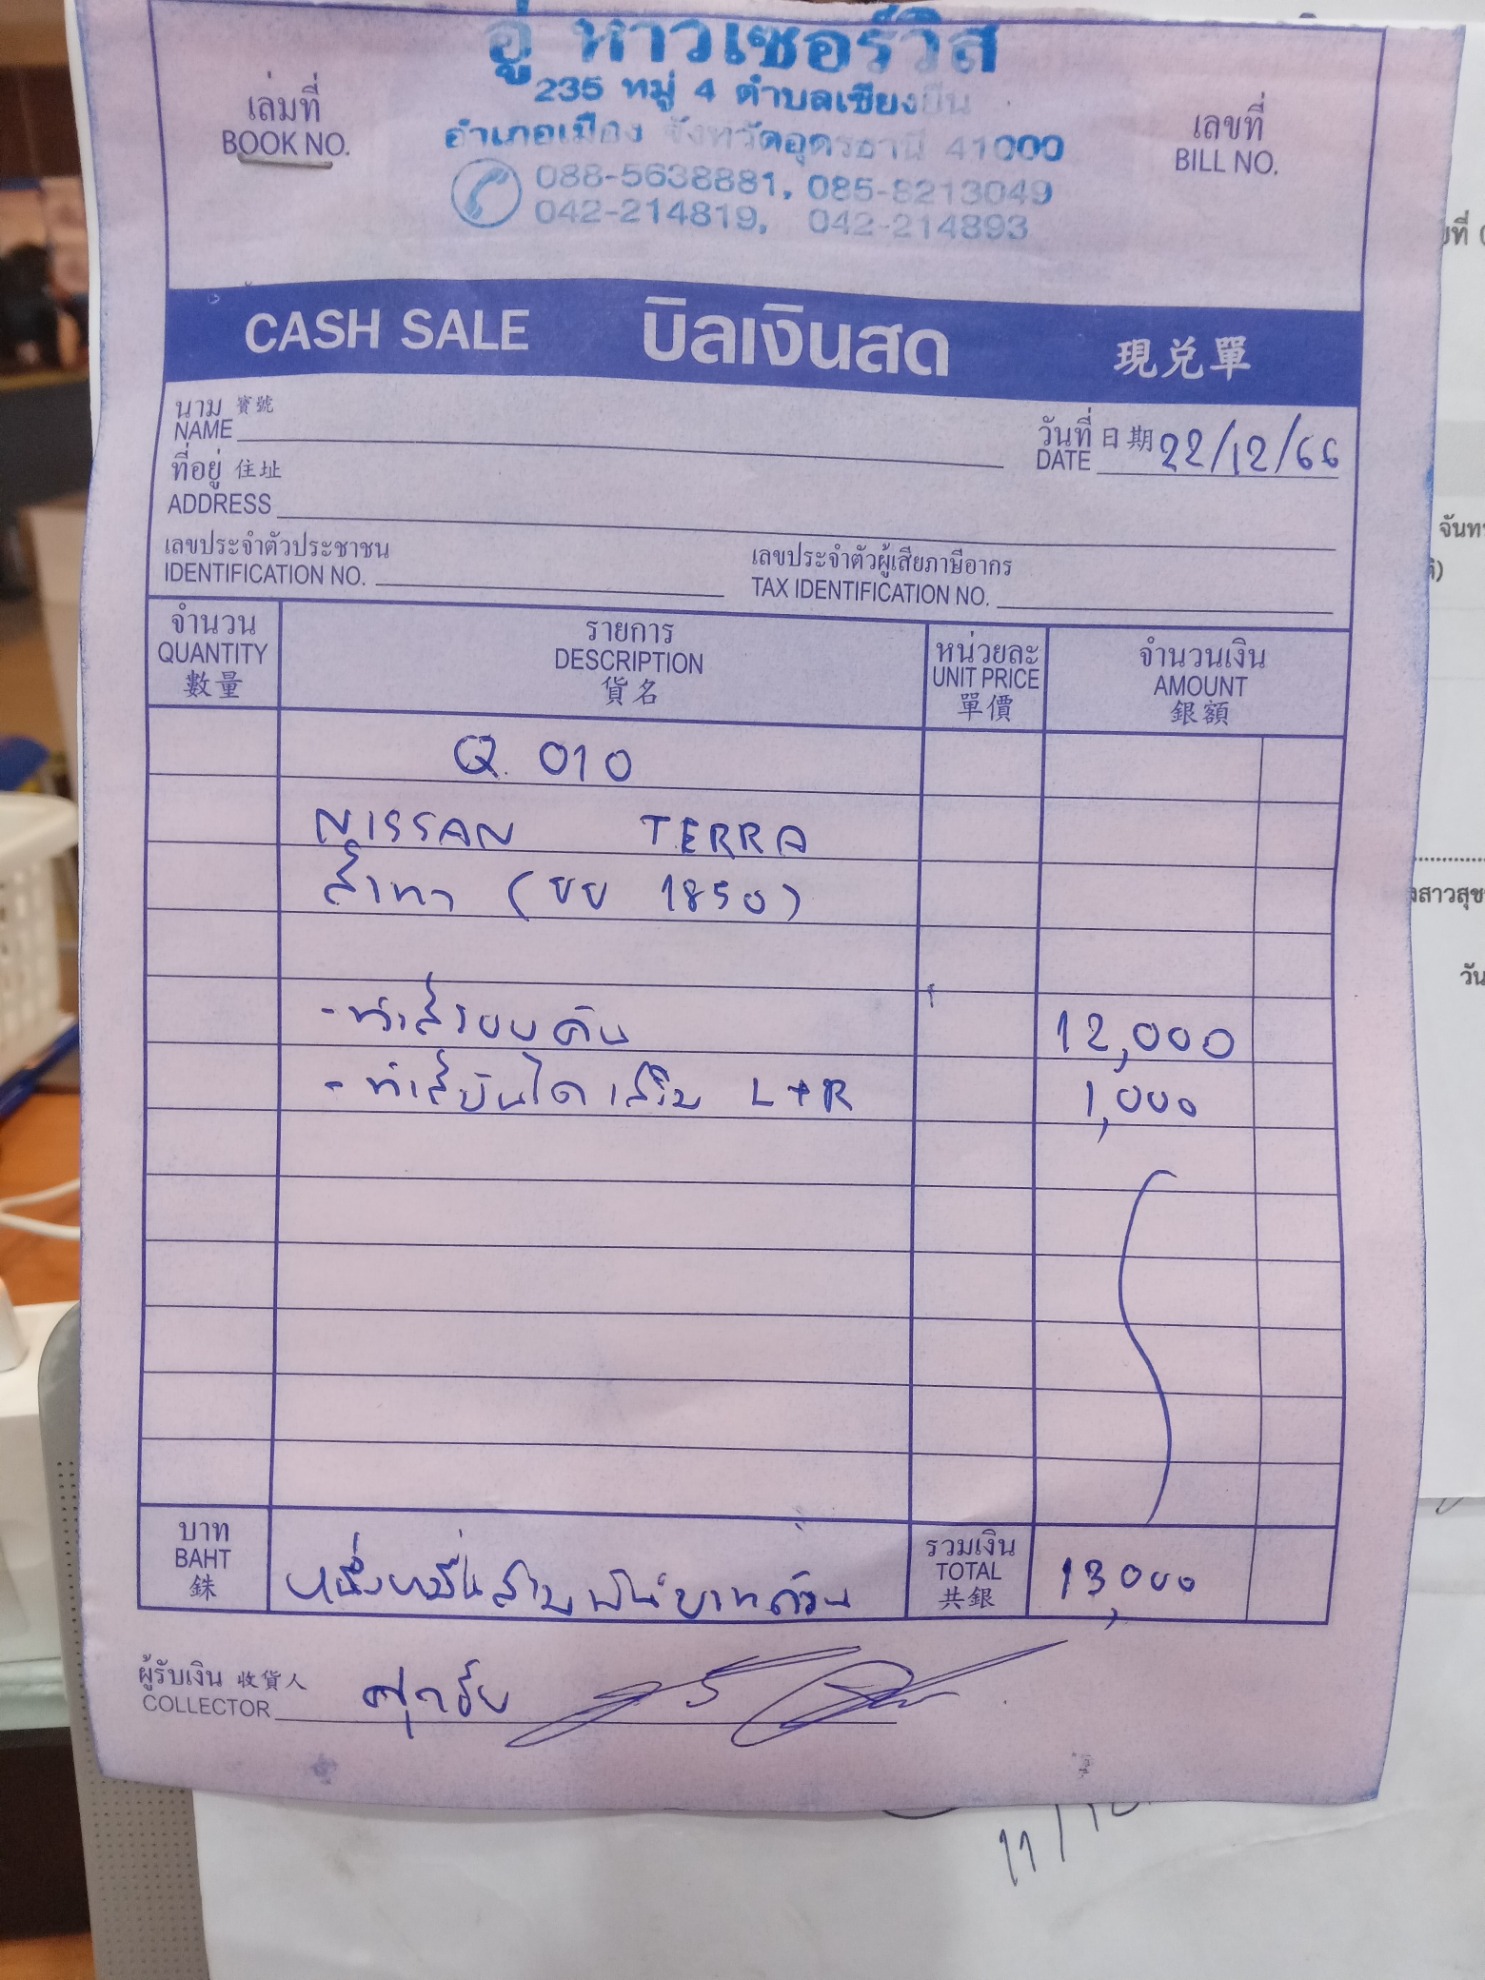 อู่ หาวเซอร์วิส
235 หมู่ 4 ตำบลเชียงยืน
อำเภอเมือง จังหวัดอุดรธานี 41000
088-5638881, 085-8213049
042-214819, 042-214893
เล่มที่
BOOK NO.
เลขที่
BILL NO.
CASH SALE บิลเงินสด 現兌單
นาม 寳號
NAME
วันที่ 日期 22/12/66
DATE
ที่อยู่ 住址
ADDRESS
เลขประจำตัวประชาชน
IDENTIFICATION NO.
เลขประจำตัวผู้เสียภาษีอากร
TAX IDENTIFICATION NO.
จำนวน
QUANTITY
數量
รายการ
DESCRIPTION
貨名
หน่วยละ
UNIT PRICE
單價
จำนวนเงิน
AMOUNT
銀額
Q. 010
NISSAN TERRA
สีเทา (ขย 1850)
- ทำสีรอบคัน 12,000
- ทำสีบันไดเสริม L+R 1,000
บาท
BAHT
銖
หนึ่งหมื่นสามพันบาทถ้วน
รวมเงิน
TOTAL
共銀
13,000
ผู้รับเงิน 收貨人
COLLECTOR
ศุภชัย
จันท
วัน
11/